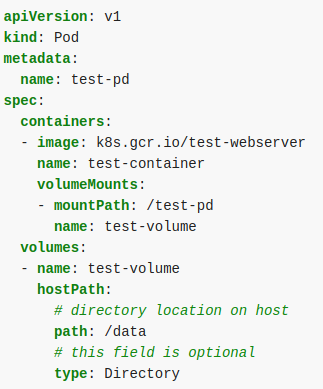 apiVersion: v1
kind: Pod
metadata:
  name: test-pd
spec:
  containers:
  - image: k8s.gcr.io/test-webserver
    name: test-container
    volumeMounts:
    - mountPath: /test-pd
      name: test-volume
  volumes:
  - name: test-volume
    hostPath:
      # directory location on host
      path: /data
      # this field is optional
      type: Directory